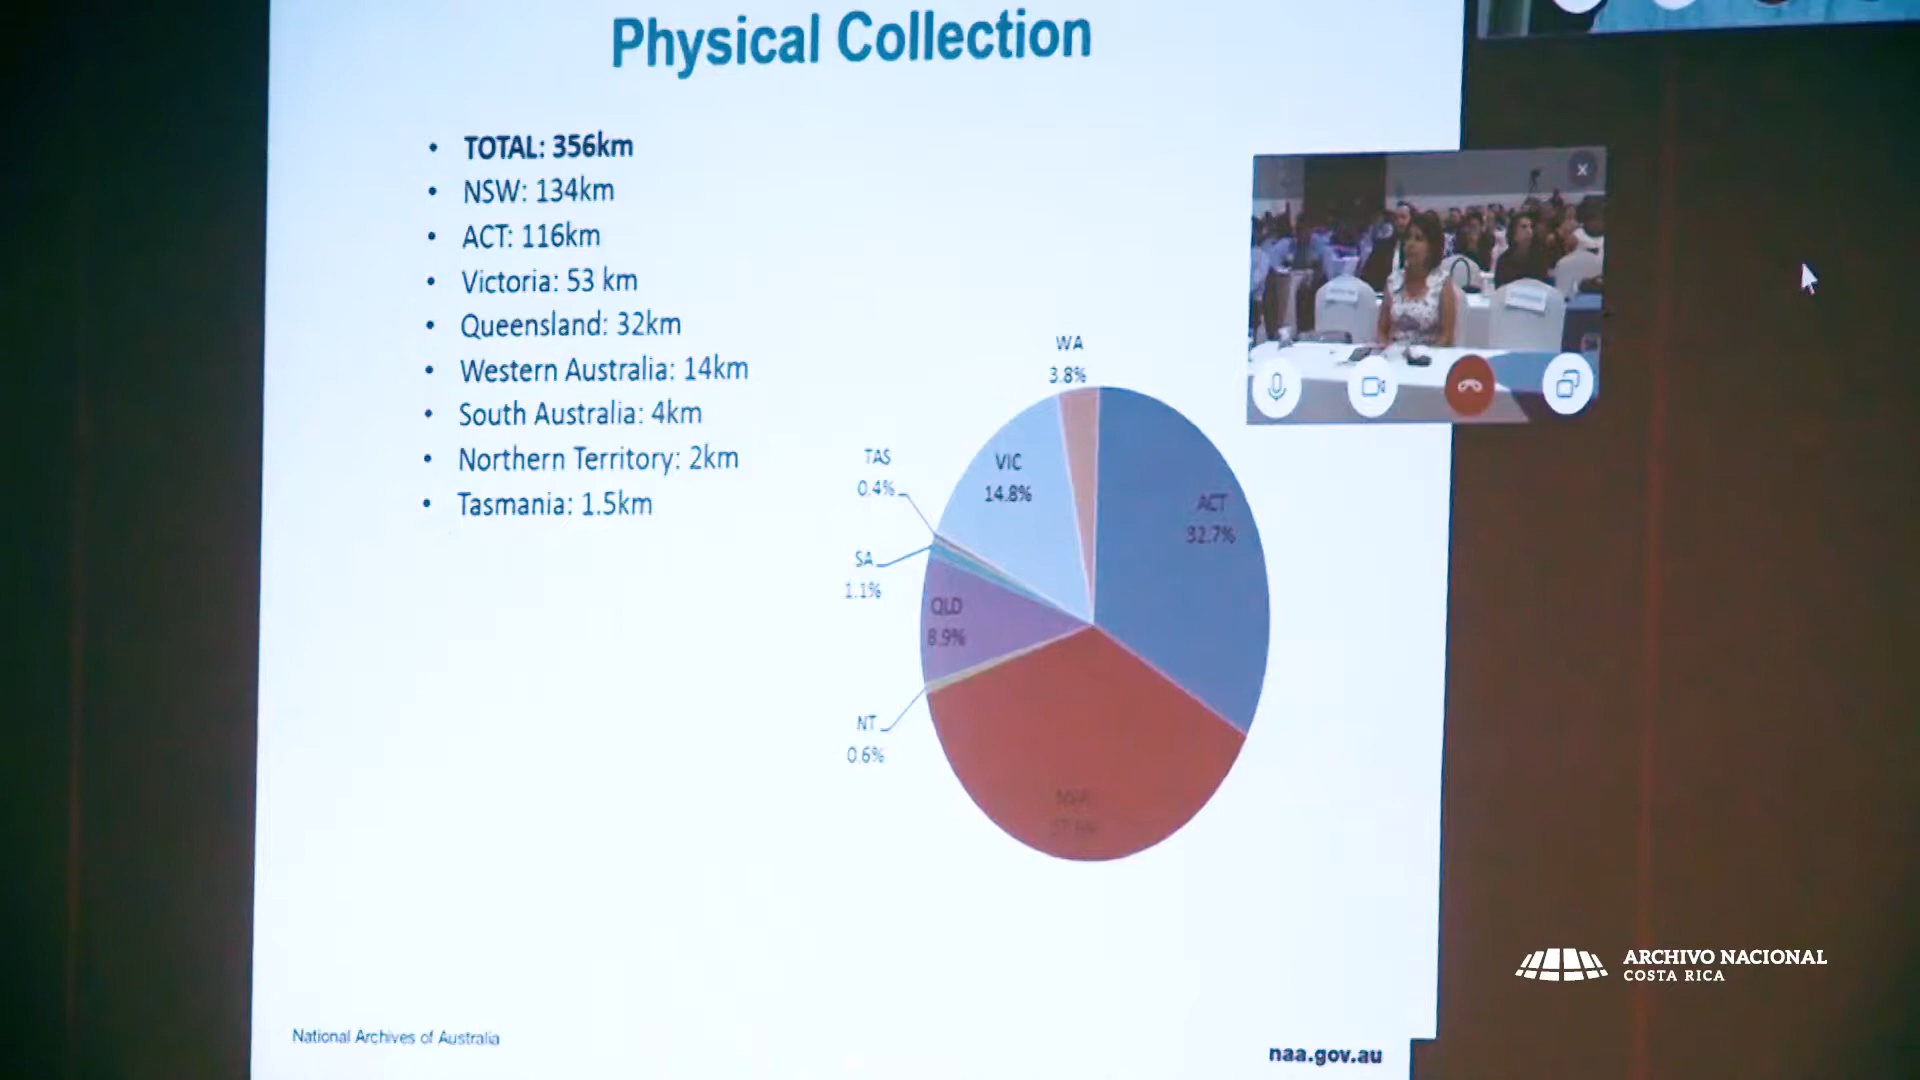 Physical Collection
• TOTAL: 356km
• NSW: 134km
• ACT: 116km
• Victoria: 53 km
• Queensland: 32km
• Western Australia: 14km
• South Australia: 4km
• Northern Territory: 2km
• Tasmania: 1.5km
WA
3.8%
TAS
0.4%
VIC
14.8%
ACT
32.7%
SA
1.1%
QLD
8.9%
NT
0.6%
ARCHIVO NACIONAL
COSTA RICA
National Archives of Australia
naa.gov.au